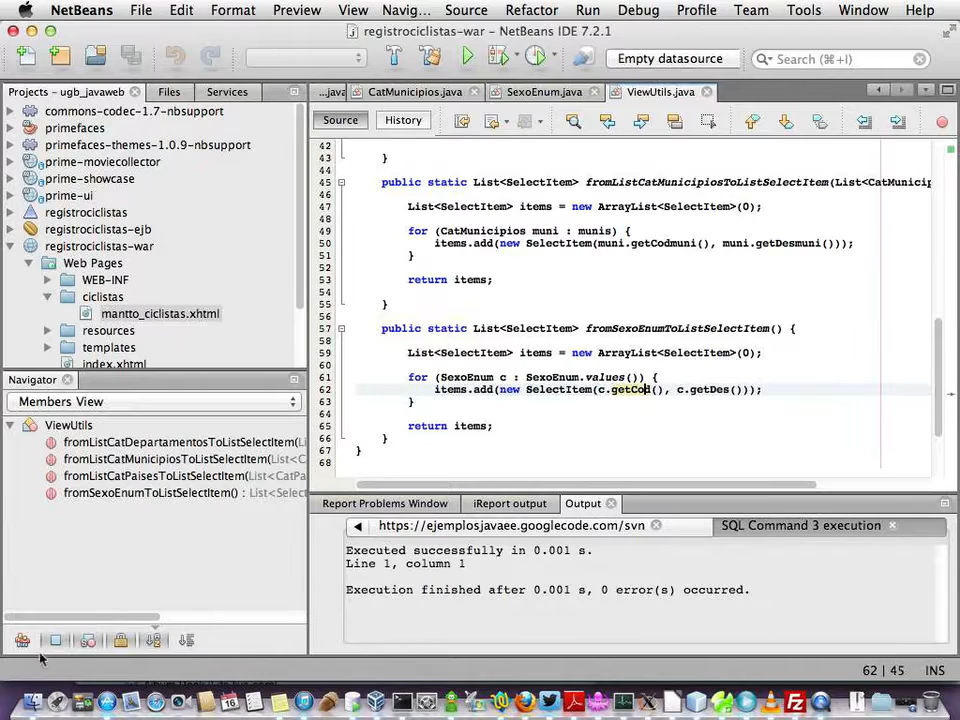 NetBeans File Edit Format Preview View Navig... Source Refactor Run Debug Profile Team Tools Window Help
registrociclistas-war - NetBeans IDE 7.2.1
Empty datasource Search (⌘+I)
Projects - ugb_javaweb Files Services
...java CatMunicipios.java SexoEnum.java ViewUtils.java
Source History
commons-codec-1.7-nbsupport
primefaces
primefaces-themes-1.0.9-nbsupport
prime-moviecollector
prime-showcase
prime-ui
registrociclistas
registrociclistas-ejb
registrociclistas-war
Web Pages
WEB-INF
ciclistas
mantto_ciclistas.xhtml
resources
templates
index.xhtml
42
43 }
44
45 public static List<SelectItem> fromListCatMunicipiosToListSelectItem(List<CatMunicip
46
47 List<SelectItem> items = new ArrayList<SelectItem>(0);
48
49 for (CatMunicipios muni : munis) {
50 items.add(new SelectItem(muni.getCodmuni(), muni.getDesmuni()));
51 }
52
53 return items;
54
55 }
56
57 public static List<SelectItem> fromSexoEnumToListSelectItem() {
58
59 List<SelectItem> items = new ArrayList<SelectItem>(0);
60
61 for (SexoEnum c : SexoEnum.values()) {
62 items.add(new SelectItem(c.getCod(), c.getDes()));
63 }
64
65 return items;
66 }
67 }
68
Navigator
Members View
ViewUtils
fromListCatDepartamentosToListSelectItem(Li
fromListCatMunicipiosToListSelectItem(List<C
fromListCatPaisesToListSelectItem(List<CatPa
fromSexoEnumToListSelectItem() : List<Select
Report Problems Window iReport output Output
https://ejemplosjavaee.googlecode.com/svn SQL Command 3 execution
Executed successfully in 0.001 s.
Line 1, column 1
Execution finished after 0.001 s, 0 error(s) occurred.
62 | 45 INS